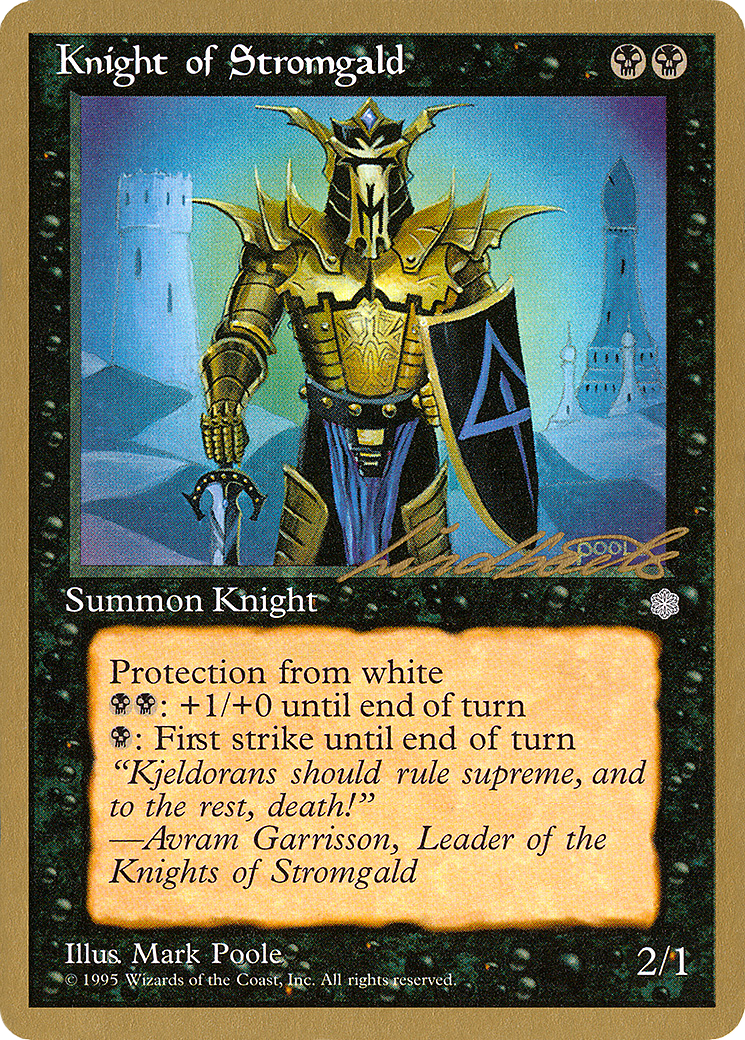 Knight of Stromgald
Summon Knight
Protection from white
: +1/+0 until end of turn
: First strike until end of turn
“Kjeldorans should rule supreme, and
to the rest, death!”
—Avram Garrisson, Leader of the
Knights of Stromgald
Illus. Mark Poole
2/1
© 1995 Wizards of the Coast, Inc. All rights reserved.